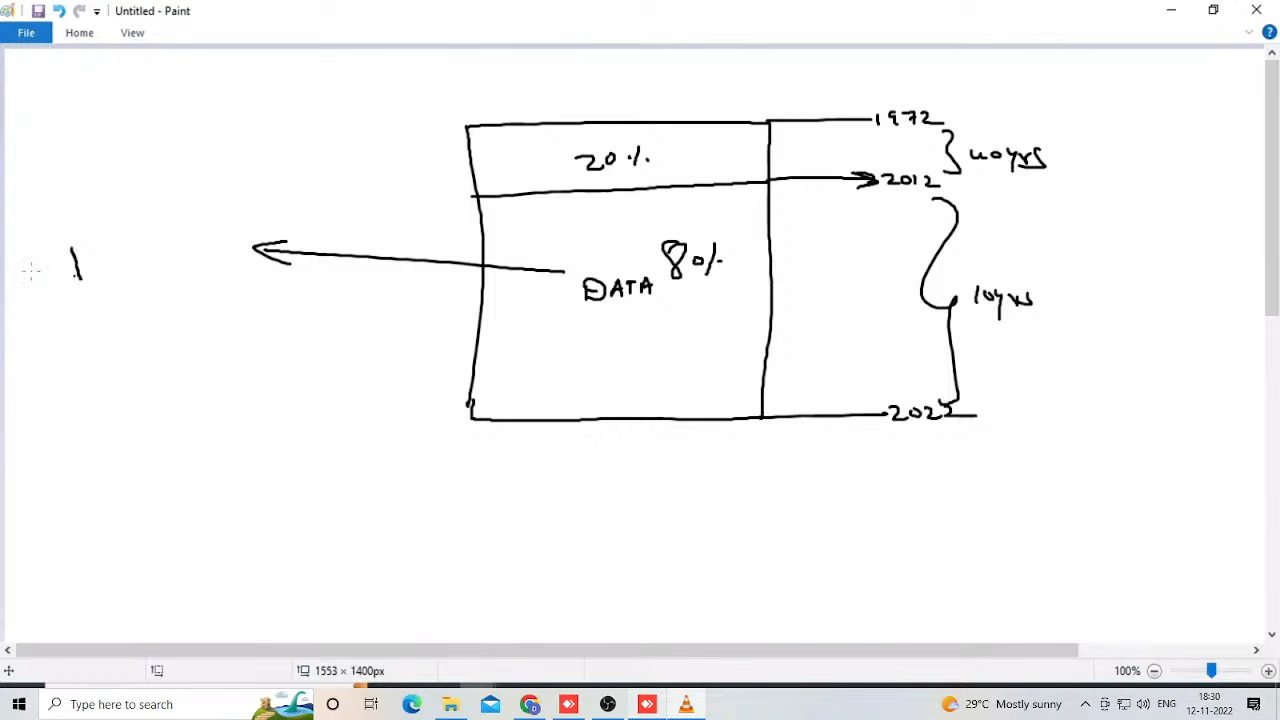 Untitled - Paint
File Home View
1972
20%
40yrs
2012
80%
DATA
10yrs
2022
1553 × 1400px
100%
Type here to search
29°C Mostly sunny
18:30
12-11-2022